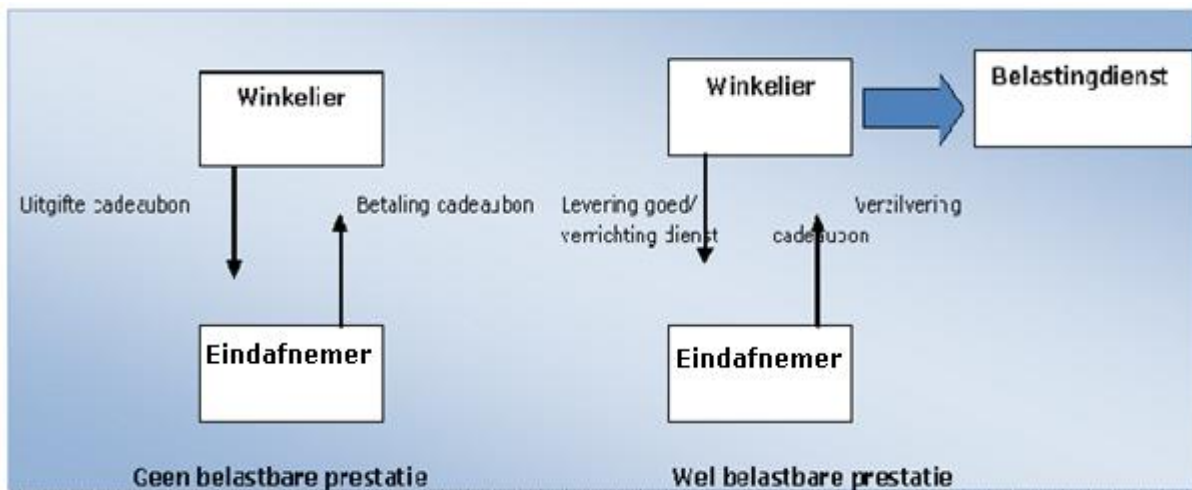 Winkelier
Winkelier
Belastingdienst
Uitgifte cadeaubon
Betaling cadeaubon
Levering goed/
verrichting dienst
Verzilvering
cadeaubon
Eindafnemer
Eindafnemer
Geen belastbare prestatie
Wel belastbare prestatie